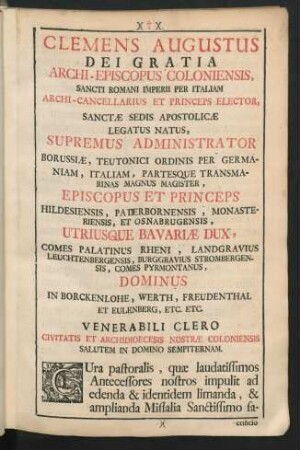 X†X.
CLEMENS AUGUSTUS
DEI GRATIA
ARCHI-EPISCOPUS COLONIENSIS,
SANCTI ROMANI IMPERII PER ITALIAM
ARCHI-CANCELLARIUS ET PRINCEPS ELECTOR,
SANCTÆ SEDIS APOSTOLICÆ
LEGATUS NATUS,
SUPREMUS ADMINISTRATOR
BORUSSIÆ, TEUTONICI ORDINIS PER GERMA-
NIAM, ITALIAM, PARTESQUE TRANSMA-
RINAS MAGNUS MAGISTER,
EPISCOPUS ET PRINCEPS
HILDESIENSIS, PADERBORNENSIS, MONASTE-
RIENSIS, ET OSNABRUGENSIS,
UTRIUSQUE BAVARIÆ DUX,
COMES PALATINUS RHENI, LANDGRAVIUS
LEUCHTENBERGENSIS, BURGGRAVIUS STROMBERGEN-
SIS, COMES PYRMONTANUS,
DOMINUS
IN BORCKENLOHE, WERTH, FREUDENTHAL
ET EULENBERG, ETC. ETC.
VENERABILI CLERO
CIVITATIS ET ARCHIDIOECESIS NOSTRÆ COLONIENSIS
SALUTEM IN DOMINO SEMPITERNAM.
CUra pastoralis, quæ laudatissimos
Antecessores nostros impulit ad
edenda & identidem limanda, &
amplianda Missalia Sanctissimo sa-
)(
crificio